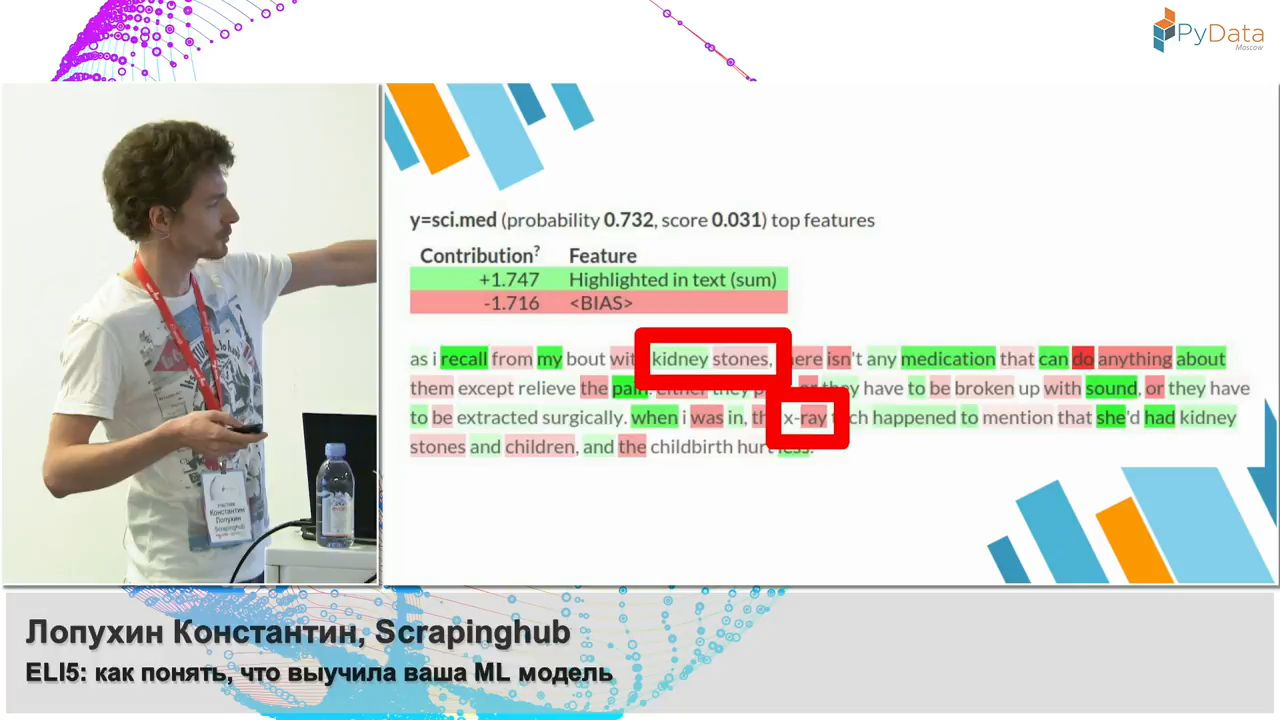 PyData
Moscow
y=sci.med (probability 0.732, score 0.031) top features
Contribution? Feature
+1.747 Highlighted in text (sum)
-1.716 <BIAS>
as i recall from my bout with kidney stones, there isn't any medication that can do anything about
them except relieve the pain. either they pass, or they have to be broken up with sound, or they have
to be extracted surgically. when i was in, the x-ray tech happened to mention that she'd had kidney
stones and children, and the childbirth hurt less.
Константин
Лопухин
Scrapinghub
Лопухин Константин, Scrapinghub
ELI5: как понять, что выучила ваша ML модель